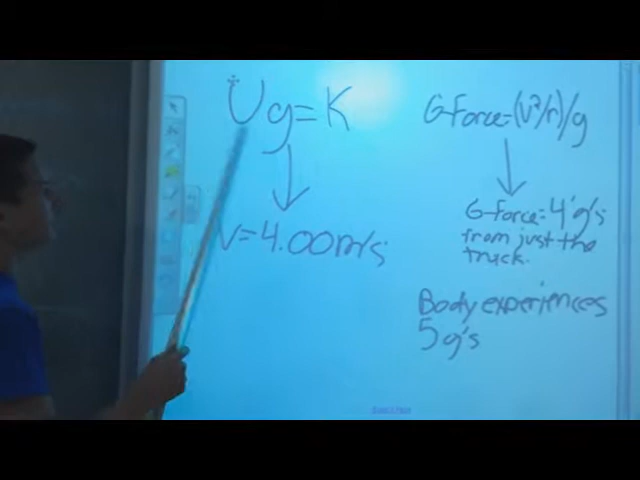 Ug=K
v=4.00m/s
G-Force=(v²/r)/g
G-Force=4 g's
from just the
truck.
Body experiences
5 g's